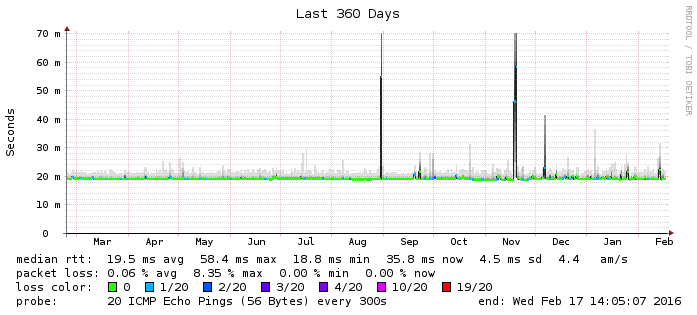 Last 360 Days
RRDTOOL / TOBI OETIKER
Seconds
70 m
60 m
50 m
40 m
30 m
20 m
10 m
0
Mar Apr May Jun Jul Aug Sep Oct Nov Dec Jan Feb
median rtt: 19.5 ms avg 58.4 ms max 18.8 ms min 35.8 ms now 4.5 ms sd 4.4 am/s
packet loss: 0.06 % avg 8.35 % max 0.00 % min 0.00 % now
loss color: 0 1/20 2/20 3/20 4/20 10/20 19/20
probe: 20 ICMP Echo Pings (56 Bytes) every 300s end: Wed Feb 17 14:05:07 2016